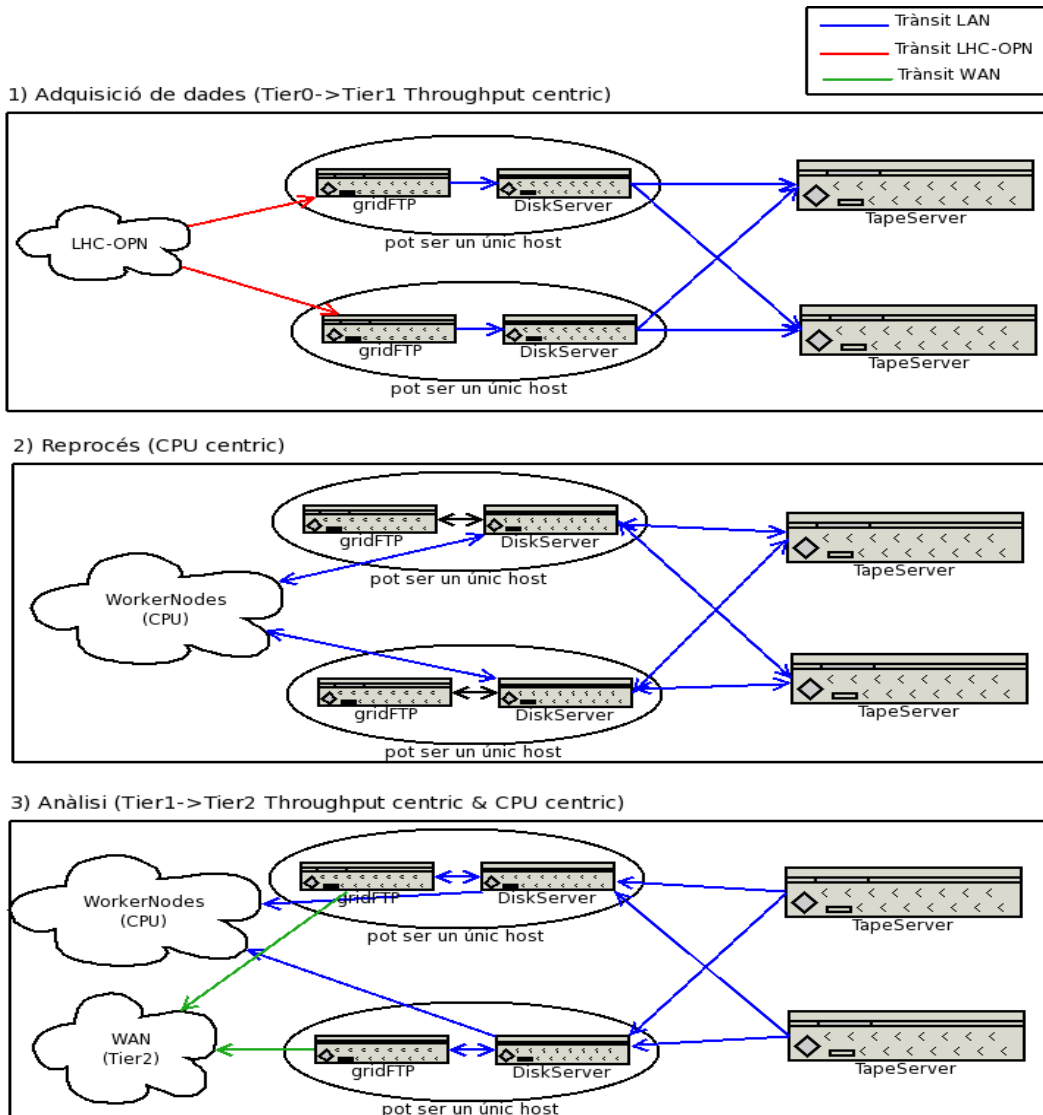 Trànsit LAN
Trànsit LHC-OPN
Trànsit WAN
1) Adquisició de dades (Tier0->Tier1 Throughput centric)
LHC-OPN
gridFTP
DiskServer
pot ser un únic host
TapeServer
gridFTP
DiskServer
pot ser un únic host
TapeServer
2) Reprocés (CPU centric)
WorkerNodes
(CPU)
gridFTP
DiskServer
pot ser un únic host
TapeServer
gridFTP
DiskServer
pot ser un únic host
TapeServer
3) Anàlisi (Tier1->Tier2 Throughput centric & CPU centric)
WorkerNodes
(CPU)
gridFTP
DiskServer
pot ser un únic host
TapeServer
WAN
(Tier2)
gridFTP
DiskServer
pot ser un únic host
TapeServer